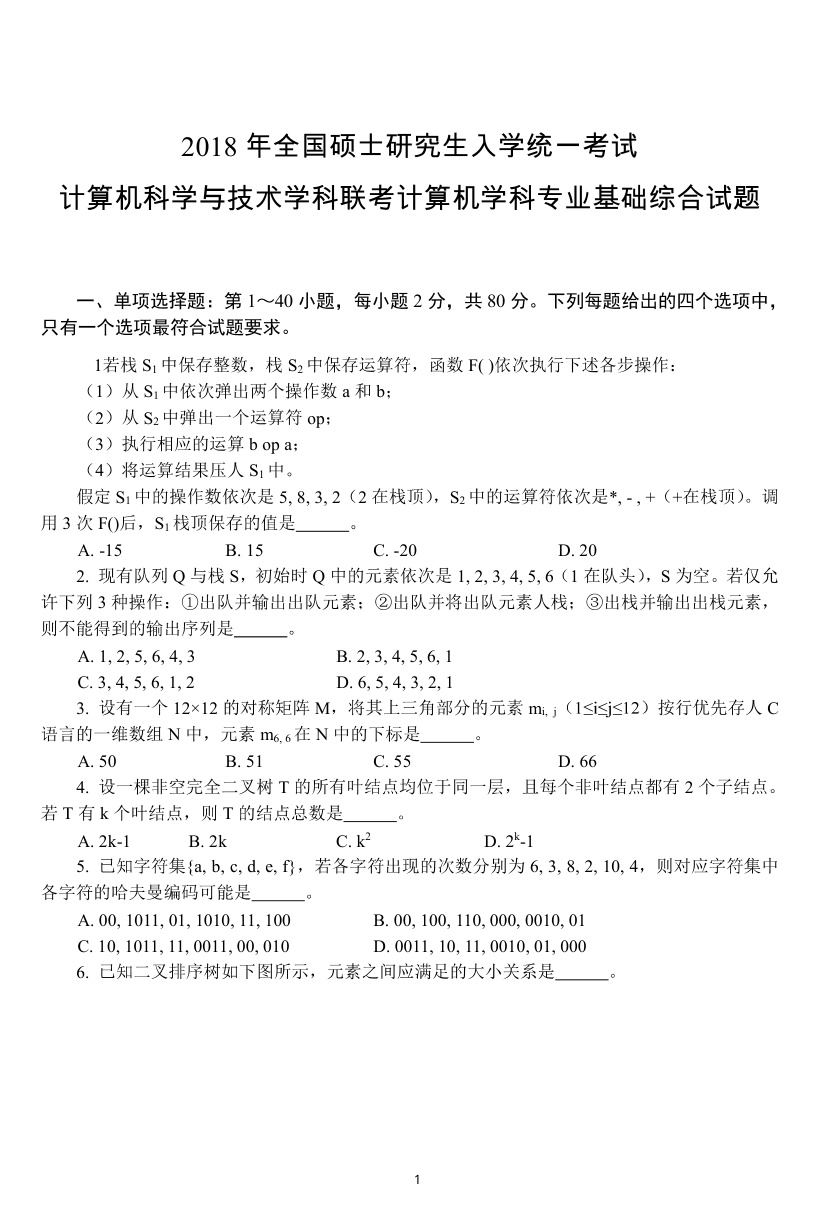 2018 年全国硕士研究生入学统一考试
计算机科学与技术学科联考计算机学科专业基础综合试题
一、单项选择题：第 1～40 小题，每小题 2 分，共 80 分。下列每题给出的四个选项中，
只有一个选项最符合试题要求。
1若栈 S1 中保存整数，栈 S2 中保存运算符，函数 F( )依次执行下述各步操作：
（1）从 S1 中依次弹出两个操作数 a 和 b；
（2）从 S2 中弹出一个运算符 op；
（3）执行相应的运算 b op a；
（4）将运算结果压人 S1 中。
假定 S1 中的操作数依次是 5, 8, 3, 2（2 在栈顶），S2 中的运算符依次是*, - , +（+在栈顶）。调
用 3 次 F()后，S1 栈顶保存的值是______。
A. -15 B. 15 C. -20 D. 20
2. 现有队列 Q 与栈 S，初始时 Q 中的元素依次是 1, 2, 3, 4, 5, 6（1 在队头），S 为空。若仅允
许下列 3 种操作：①出队并输出出队元素；②出队并将出队元素人栈；③出栈并输出出栈元素，
则不能得到的输出序列是______。
A. 1, 2, 5, 6, 4, 3 B. 2, 3, 4, 5, 6, 1
C. 3, 4, 5, 6, 1, 2 D. 6, 5, 4, 3, 2, 1
3. 设有一个 12×12 的对称矩阵 M，将其上三角部分的元素 mi, j（1≤i≤j≤12）按行优先存人 C
语言的一维数组 N 中，元素 m6, 6 在 N 中的下标是______。
A. 50 B. 51 C. 55 D. 66
4. 设一棵非空完全二叉树 T 的所有叶结点均位于同一层，且每个非叶结点都有 2 个子结点。
若 T 有 k 个叶结点，则 T 的结点总数是______。
A. 2k-1 B. 2k C. k² D. 2ᵏ-1
5. 已知字符集{a, b, c, d, e, f}，若各字符出现的次数分别为 6, 3, 8, 2, 10, 4，则对应字符集中
各字符的哈夫曼编码可能是______。
A. 00, 1011, 01, 1010, 11, 100 B. 00, 100, 110, 000, 0010, 01
C. 10, 1011, 11, 0011, 00, 010 D. 0011, 10, 11, 0010, 01, 000
6. 已知二叉排序树如下图所示，元素之间应满足的大小关系是______。
1